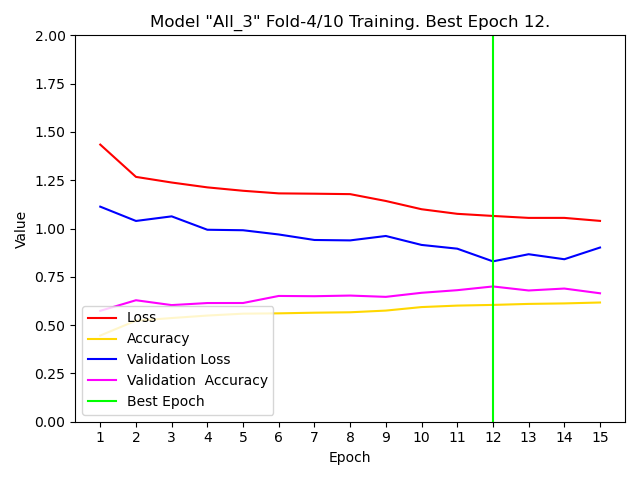 Model "All_3" Fold-4/10 Training. Best Epoch 12.
2.00
1.75
1.50
1.25
1.00
0.75
0.50
0.25
0.00
Value
Loss
Accuracy
Validation Loss
Validation  Accuracy
Best Epoch
1 2 3 4 5 6 7 8 9 10 11 12 13 14 15
Epoch